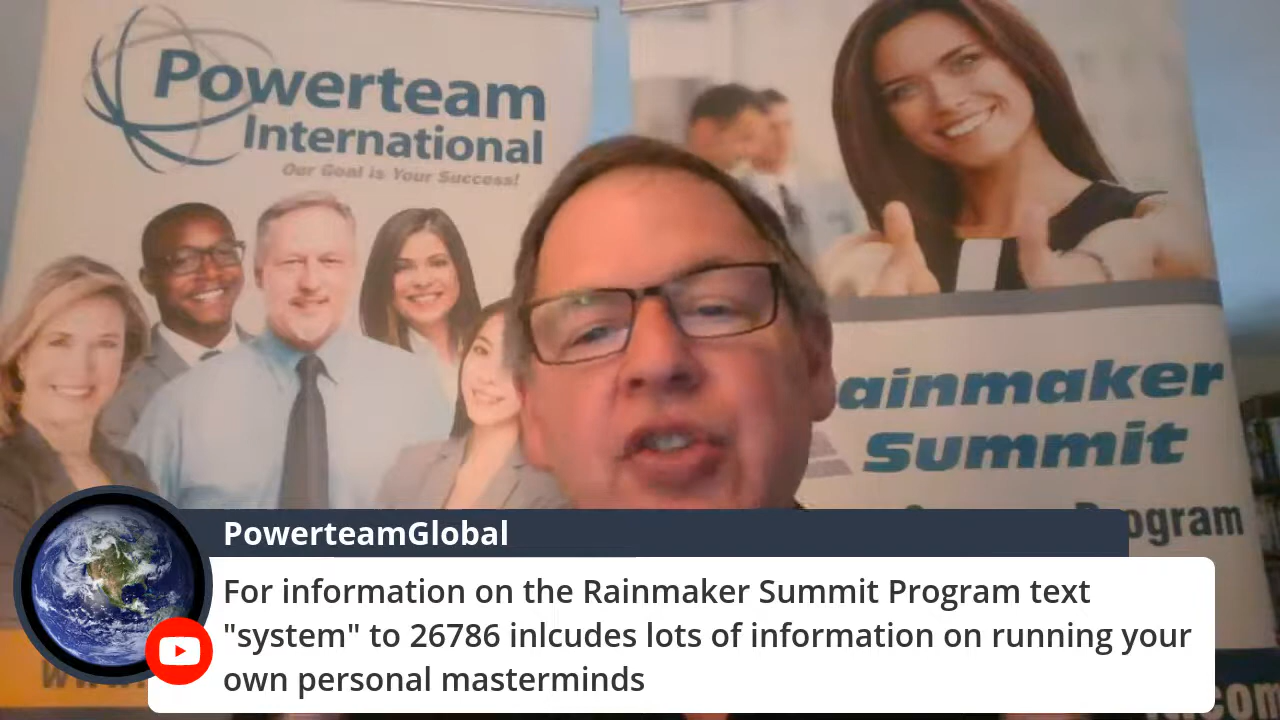 Powerteam
International
Our Goal is Your Success!
ainmaker
Summit
ogram
PowerteamGlobal
For information on the Rainmaker Summit Program text
"system" to 26786 inlcudes lots of information on running your
own personal masterminds
com